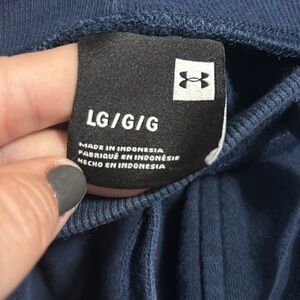 LG/G/G
MADE IN INDONESIA
FABRIQUÉ EN INDONÉSIE
HECHO EN INDONESIA